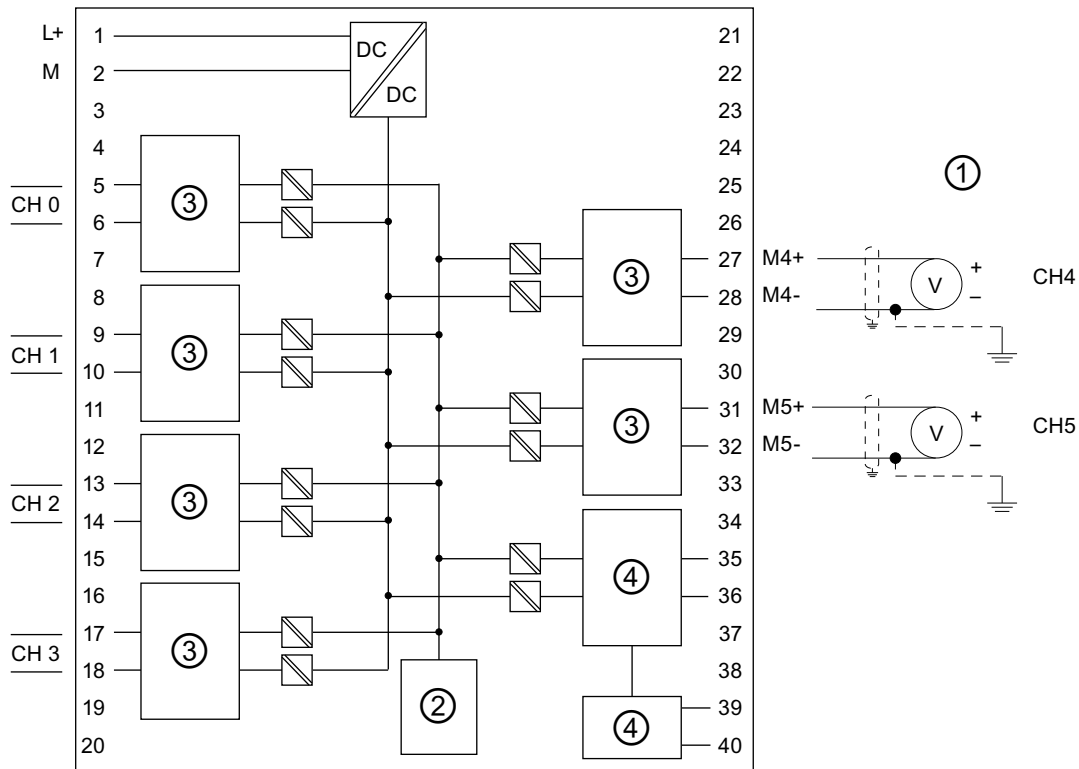 L+ 1 DC 21
M 2 DC 22
3 23
4 24
5 25 ①
CH 0 ③
6 26
7 27 M4+
③ V + CH4
8 28 M4- −
9 29
CH 1 ③
10 30
11 31 M5+
③ V + CH5
12 32 M5- −
13 33
CH 2 ③
14 34
15 35
④
16 36
17 37
CH 3 ③
18 38
19 ② 39
④
20 40